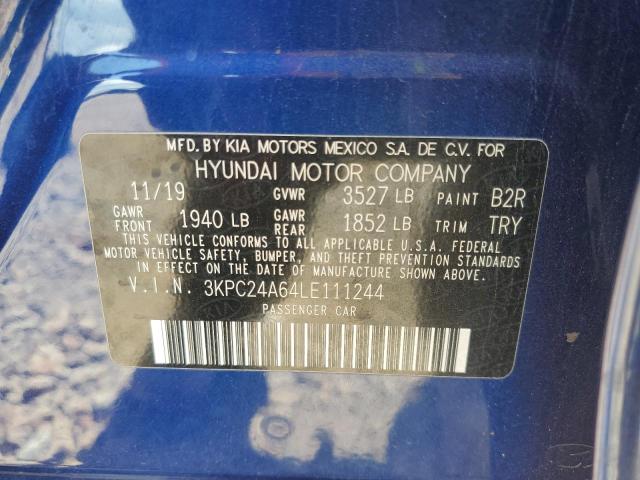 MFD. BY KIA MOTORS MEXICO S.A. DE C.V. FOR
HYUNDAI MOTOR COMPANY
11/19 GVWR 3527 LB PAINT B2R
GAWR FRONT 1940 LB GAWR REAR 1852 LB TRIM TRY
THIS VEHICLE CONFORMS TO ALL APPLICABLE U.S.A. FEDERAL
MOTOR VEHICLE SAFETY, BUMPER, AND THEFT PREVENTION STANDARDS
IN EFFECT ON THE DATE OF MANUFACTURE SHOWN ABOVE.
V.I.N. 3KPC24A64LE111244
PASSENGER CAR